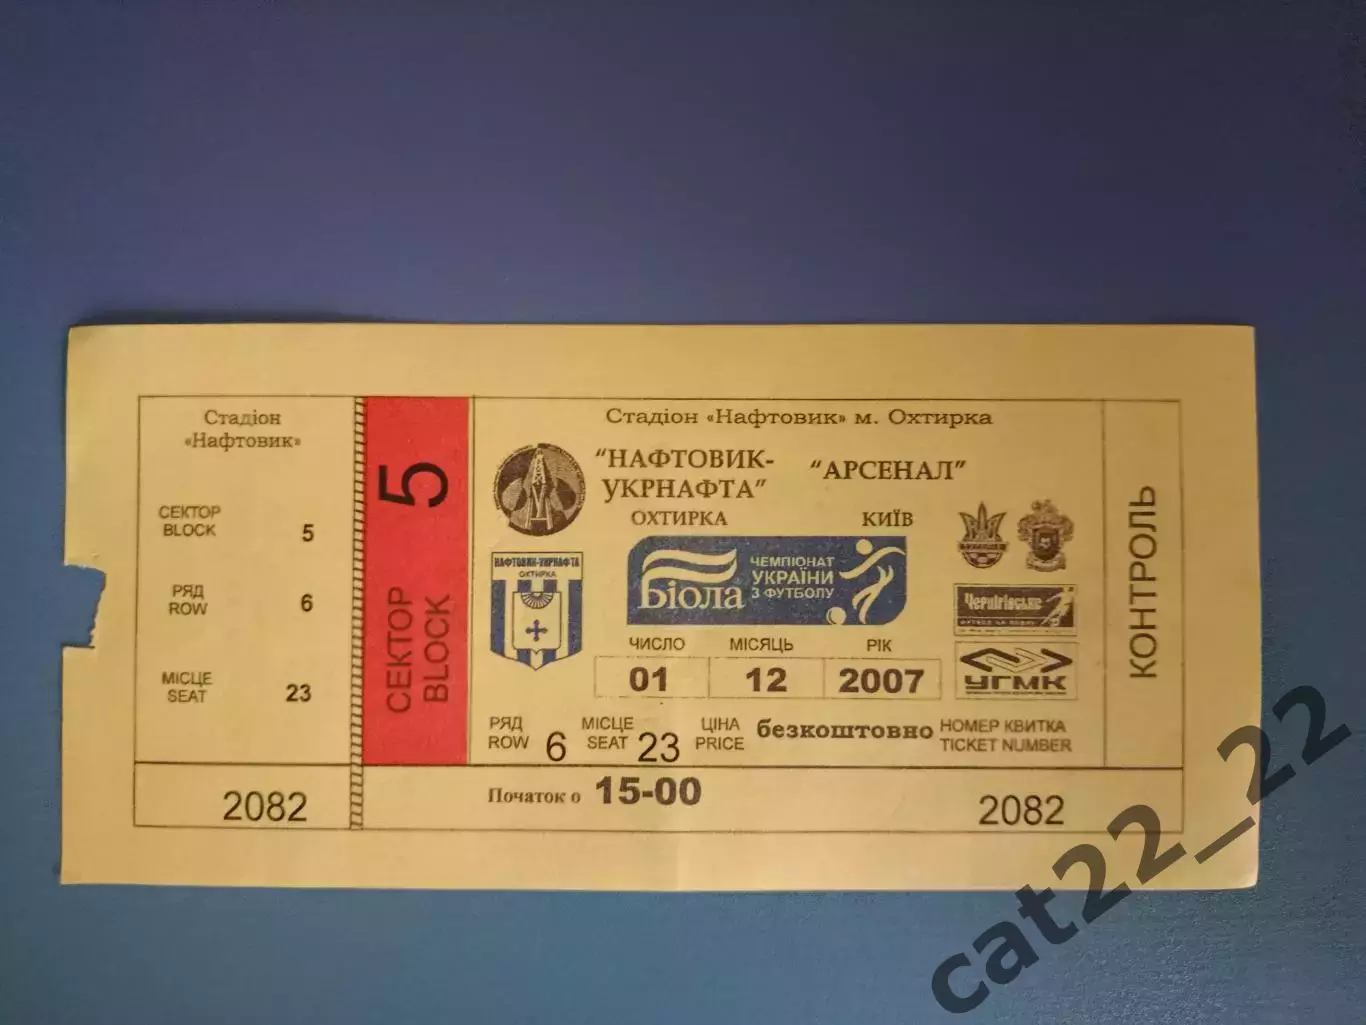 Стадіон
«Нафтовик»
СЕКТОР
BLOCK 5
РЯД
ROW 6
МІСЦЕ
SEAT 23
2082
СЕКТОР
BLOCK 5
Стадіон «Нафтовик» м. Охтирка
"НАФТОВИК-
УКРНАФТА"
ОХТИРКА
"АРСЕНАЛ"
КИЇВ
НАФТОВИК-УКРНАФТА
ОХТИРКА
Біола
ЧЕМПІОНАТ
УКРАЇНИ
З ФУТБОЛУ
Чернігівське
УГМК
ЧИСЛО МІСЯЦЬ РІК
01 12 2007
РЯД
ROW 6
МІСЦЕ
SEAT 23
ЦІНА
PRICE безкоштовно
НОМЕР КВИТКА
TICKET NUMBER
Початок о 15-00
2082
КОНТРОЛЬ
cat22_22